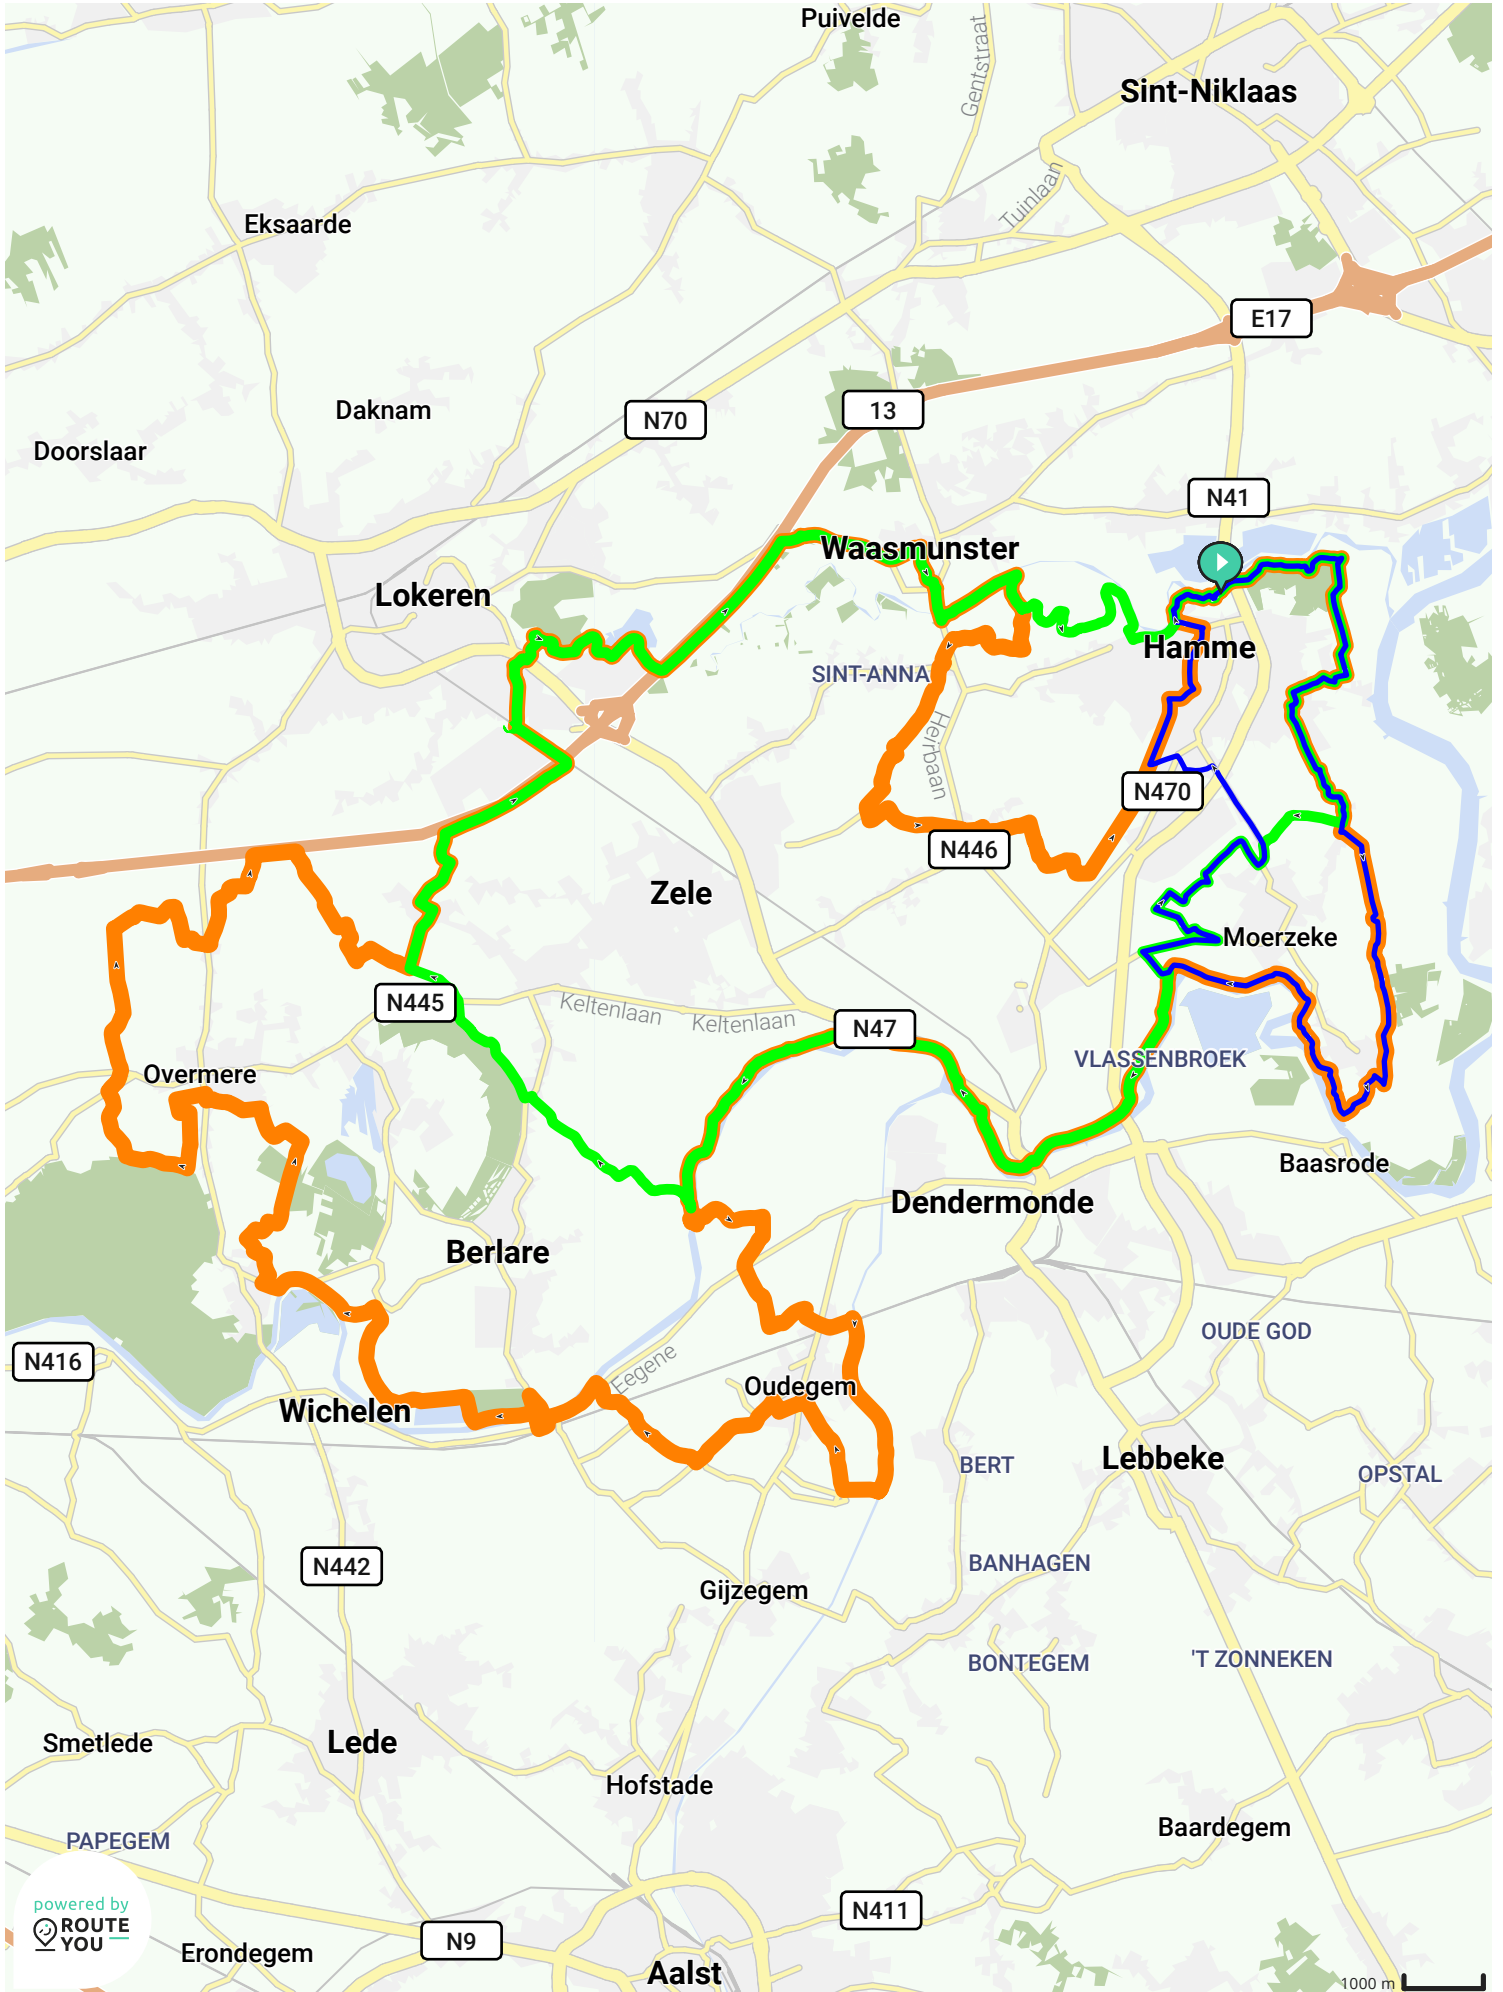 Puivelde
Gentstraat
Sint-Niklaas
Tuinlaan
Eksaarde
E17
Daknam
N70
13
Doorslaar
N41
Waasmunster
Lokeren
Hamme
SINT-ANNA
Heirbaan
N470
N446
Zele
Moerzeke
N445
Keltenlaan
Keltenlaan
N47
VLASSENBROEK
Overmere
Baasrode
Dendermonde
Berlare
OUDE GOD
N416
Eegene
Oudegem
Wichelen
BERT
Lebbeke
OPSTAL
N442
BANHAGEN
Gijzegem
BONTEGEM
'T ZONNEKEN
Smetlede
Lede
Hofstade
Baardegem
PAPEGEM
powered by
ROUTE
YOU
N411
N9
Erondegem
Aalst
1000 m